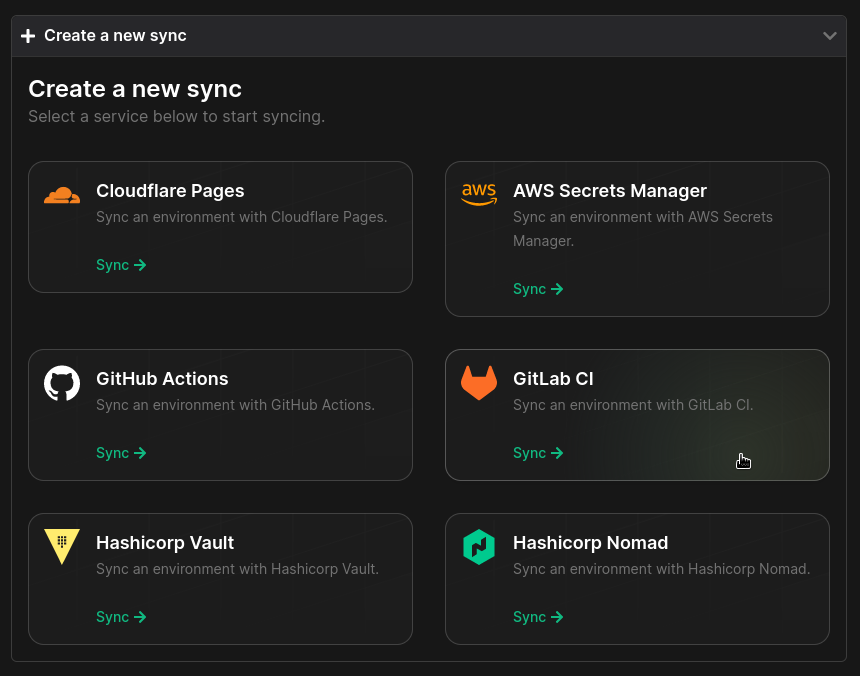 Create a new sync
Create a new sync
Select a service below to start syncing.
Cloudflare Pages
Sync an environment with Cloudflare Pages.
Sync
aws
AWS Secrets Manager
Sync an environment with AWS Secrets
Manager.
Sync
GitHub Actions
Sync an environment with GitHub Actions.
Sync
GitLab CI
Sync an environment with GitLab CI.
Sync
Hashicorp Vault
Sync an environment with Hashicorp Vault.
Sync
Hashicorp Nomad
Sync an environment with Hashicorp Nomad.
Sync